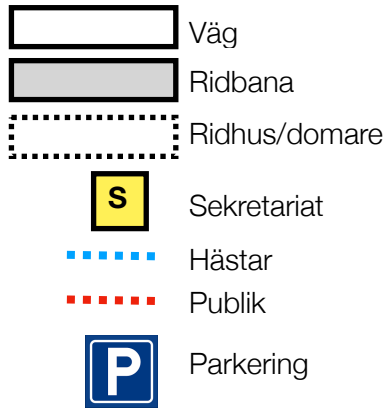 Väg
Ridbana
Ridhus/domare
S
Sekretariat
Hästar
Publik
P
Parkering